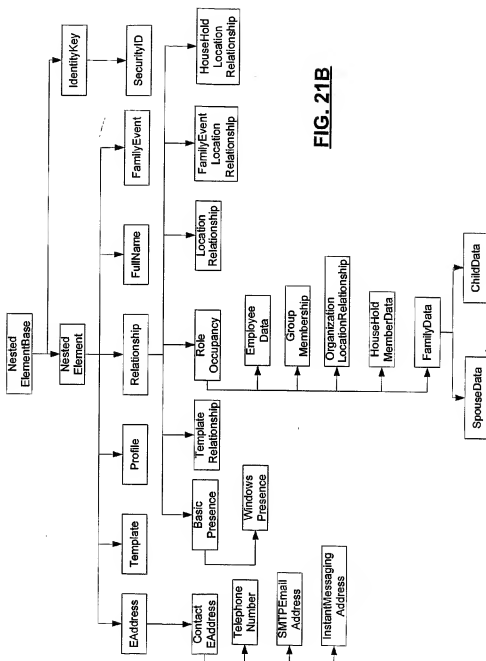 Nested
ElementBase
Nested
Element
IdentityKey
SecurityID
EAddress
Template
Profile
Relationship
FullName
FamilyEvent
Contact
EAddress
Basic
Presence
Template
Relationship
Role
Occupancy
Location
Relationship
FamilyEvent
Location
Relationship
HouseHold
Location
Relationship
Telephone
Number
SMTPEmail
Address
InstantMessaging
Address
Windows
Presence
Employee
Data
Group
Membership
Organization
LocationRelationship
HouseHold
MemberData
FamilyData
SpouseData
ChildData
FIG. 21B